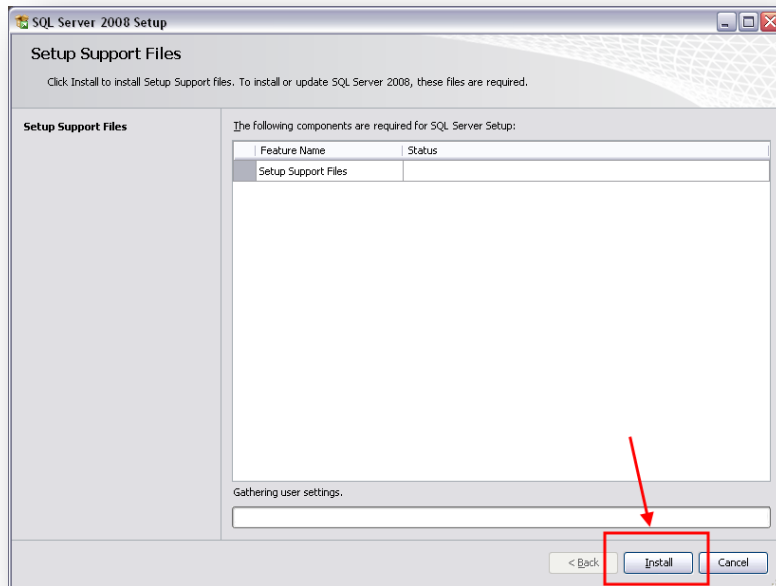 SQL Server 2008 Setup
Setup Support Files
Click Install to install Setup Support files. To install or update SQL Server 2008, these files are required.
Setup Support Files
The following components are required for SQL Server Setup:
Feature Name Status
Setup Support Files
Gathering user settings.
< Back Install Cancel